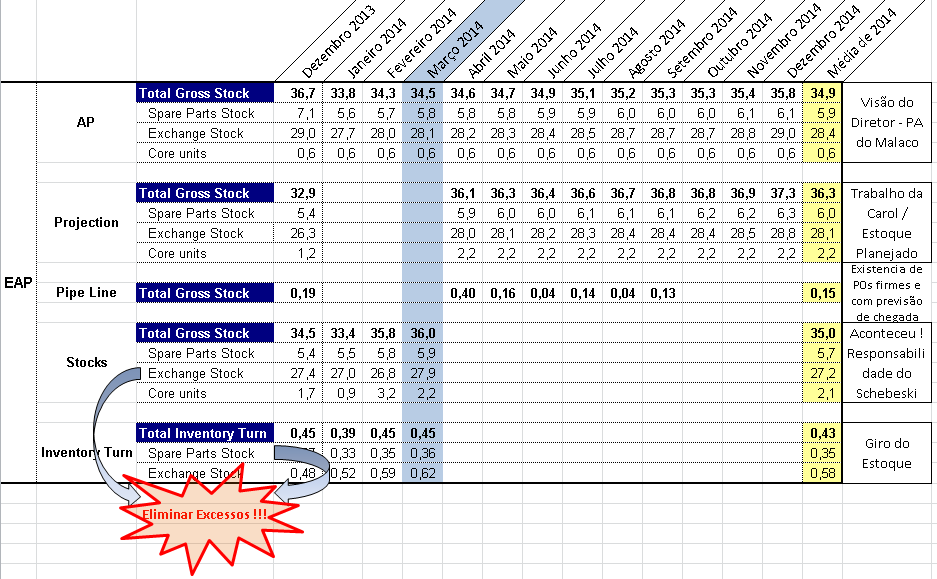 Dezembro 2013 Janeiro 2014 Fevereiro 2014 Março 2014 Abril 2014 Maio 2014 Junho 2014 Julho 2014 Agosto 2014 Setembro 2014 Outubro 2014 Novembro 2014 Dezembro 2014 Média de 2014
EAP
AP
Total Gross Stock 36,7 33,8 34,3 34,5 34,6 34,7 34,9 35,1 35,2 35,3 35,3 35,4 35,8 34,9
Spare Parts Stock 7,1 5,6 5,7 5,8 5,8 5,8 5,9 5,9 6,0 6,0 6,0 6,1 6,1 5,9
Exchange Stock 29,0 27,7 28,0 28,1 28,2 28,3 28,4 28,5 28,7 28,7 28,7 28,8 29,0 28,4
Core units 0,6 0,6 0,6 0,6 0,6 0,6 0,6 0,6 0,6 0,6 0,6 0,6 0,6 0,6
Visão do
Diretor - PA
do Malaco
Projection
Total Gross Stock 32,9 36,1 36,3 36,4 36,6 36,7 36,8 36,8 36,9 37,3 36,3
Spare Parts Stock 5,4 5,9 6,0 6,0 6,1 6,1 6,1 6,2 6,2 6,3 6,0
Exchange Stock 26,3 28,0 28,1 28,2 28,3 28,4 28,4 28,4 28,5 28,8 28,1
Core units 1,2 2,2 2,2 2,2 2,2 2,2 2,2 2,2 2,2 2,2 2,2
Trabalho da
Carol /
Estoque
Planejado
Pipe Line
Total Gross Stock 0,19 0,40 0,16 0,04 0,14 0,04 0,13 0,15
Existencia de
POs firmes e
com previsão
de chegada
Stocks
Total Gross Stock 34,5 33,4 35,8 36,0 35,0
Spare Parts Stock 5,4 5,5 5,8 5,9 5,7
Exchange Stock 27,4 27,0 26,8 27,9 27,2
Core units 1,7 0,9 3,2 2,2 2,1
Aconteceu !
Responsabili
dade do
Schebeski
Inventory Turn
Total Inventory Turn 0,45 0,39 0,45 0,45 0,43
Spare Parts Stock 0,33 0,35 0,36 0,35
Exchange Stock 0,48 0,52 0,59 0,62 0,58
Giro do
Estoque
Eliminar Excessos !!!